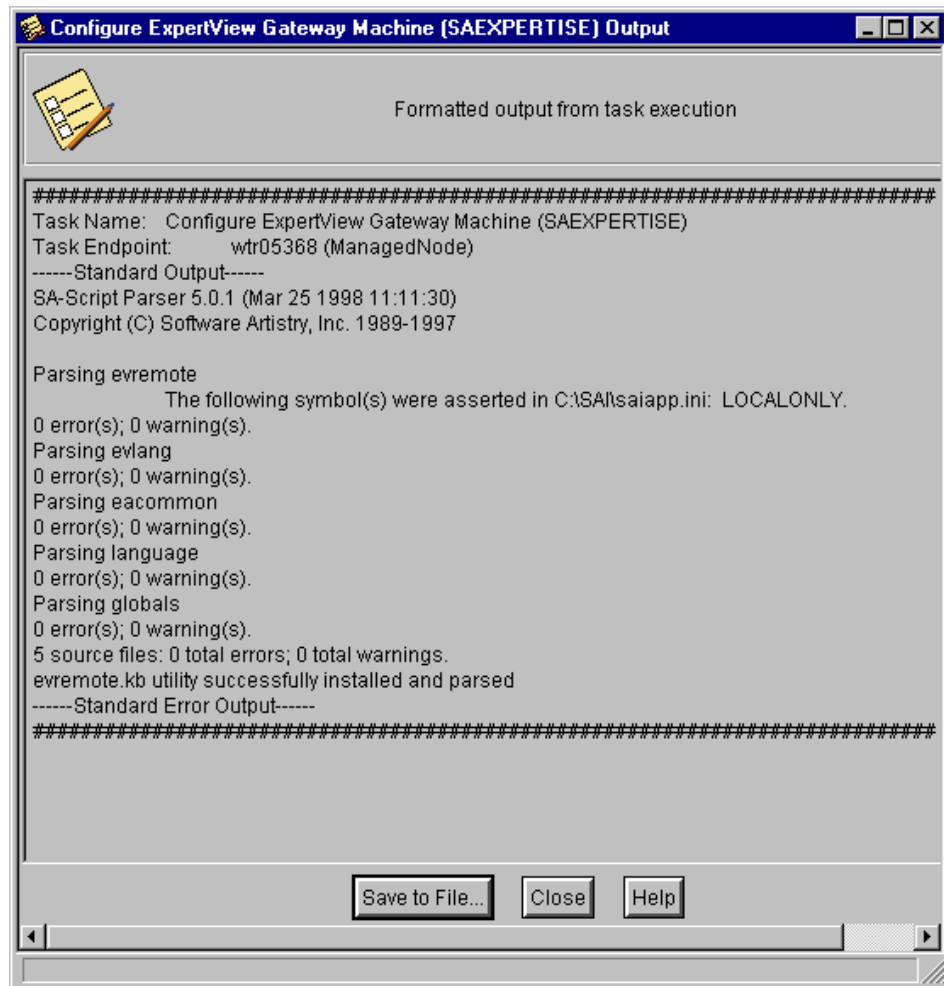 Configure ExpertView Gateway Machine (SAEXPERTISE) Output
Formatted output from task execution
##########################################################################
Task Name: Configure ExpertView Gateway Machine (SAEXPERTISE)
Task Endpoint: wtr05368 (ManagedNode)
------Standard Output------
SA-Script Parser 5.0.1 (Mar 25 1998 11:11:30)
Copyright (C) Software Artistry, Inc. 1989-1997
Parsing evremote
The following symbol(s) were asserted in C:\SAI\saiapp.ini: LOCALONLY.
0 error(s); 0 warning(s).
Parsing evlang
0 error(s); 0 warning(s).
Parsing eacommon
0 error(s); 0 warning(s).
Parsing language
0 error(s); 0 warning(s).
Parsing globals
0 error(s); 0 warning(s).
5 source files: 0 total errors; 0 total warnings.
evremote.kb utility successfully installed and parsed
------Standard Error Output------
##########################################################################
Save to File... Close Help